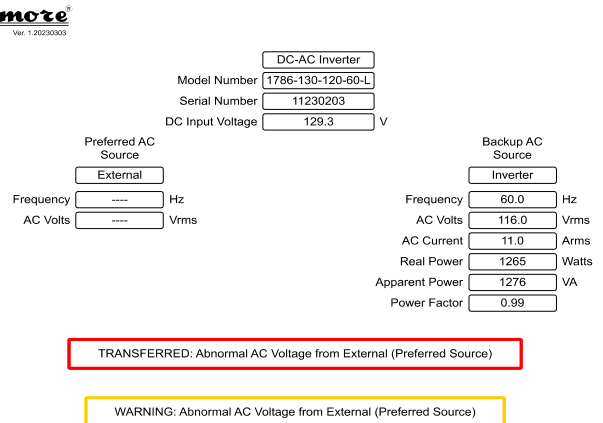 more®
Ver. 1.20230303
DC-AC Inverter
Model Number 1786-130-120-60-L
Serial Number 11230203
DC Input Voltage 129.3 V
Preferred AC
Source
External
Frequency ---- Hz
AC Volts ---- Vrms
Backup AC
Source
Inverter
Frequency 60.0 Hz
AC Volts 116.0 Vrms
AC Current 11.0 Arms
Real Power 1265 Watts
Apparent Power 1276 VA
Power Factor 0.99
TRANSFERRED: Abnormal AC Voltage from External (Preferred Source)
WARNING: Abnormal AC Voltage from External (Preferred Source)